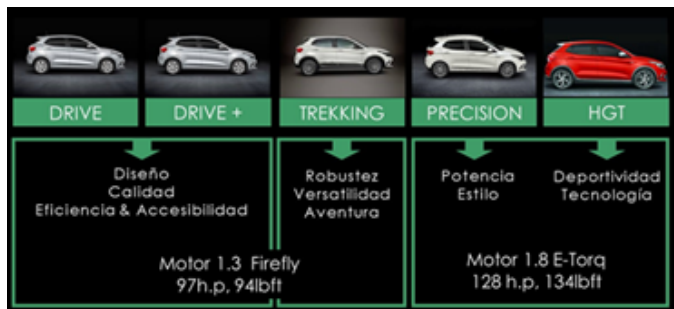 DRIVE
DRIVE +
TREKKING
PRECISION
HGT
Diseño
Calidad
Eficiencia & Accesibilidad
Robustez
Versatilidad
Aventura
Potencia
Estilo
Deportividad
Tecnología
Motor 1.3 Firefly
97h.p, 94lbft
Motor 1.8 E-Torq
128 h.p, 134lbft